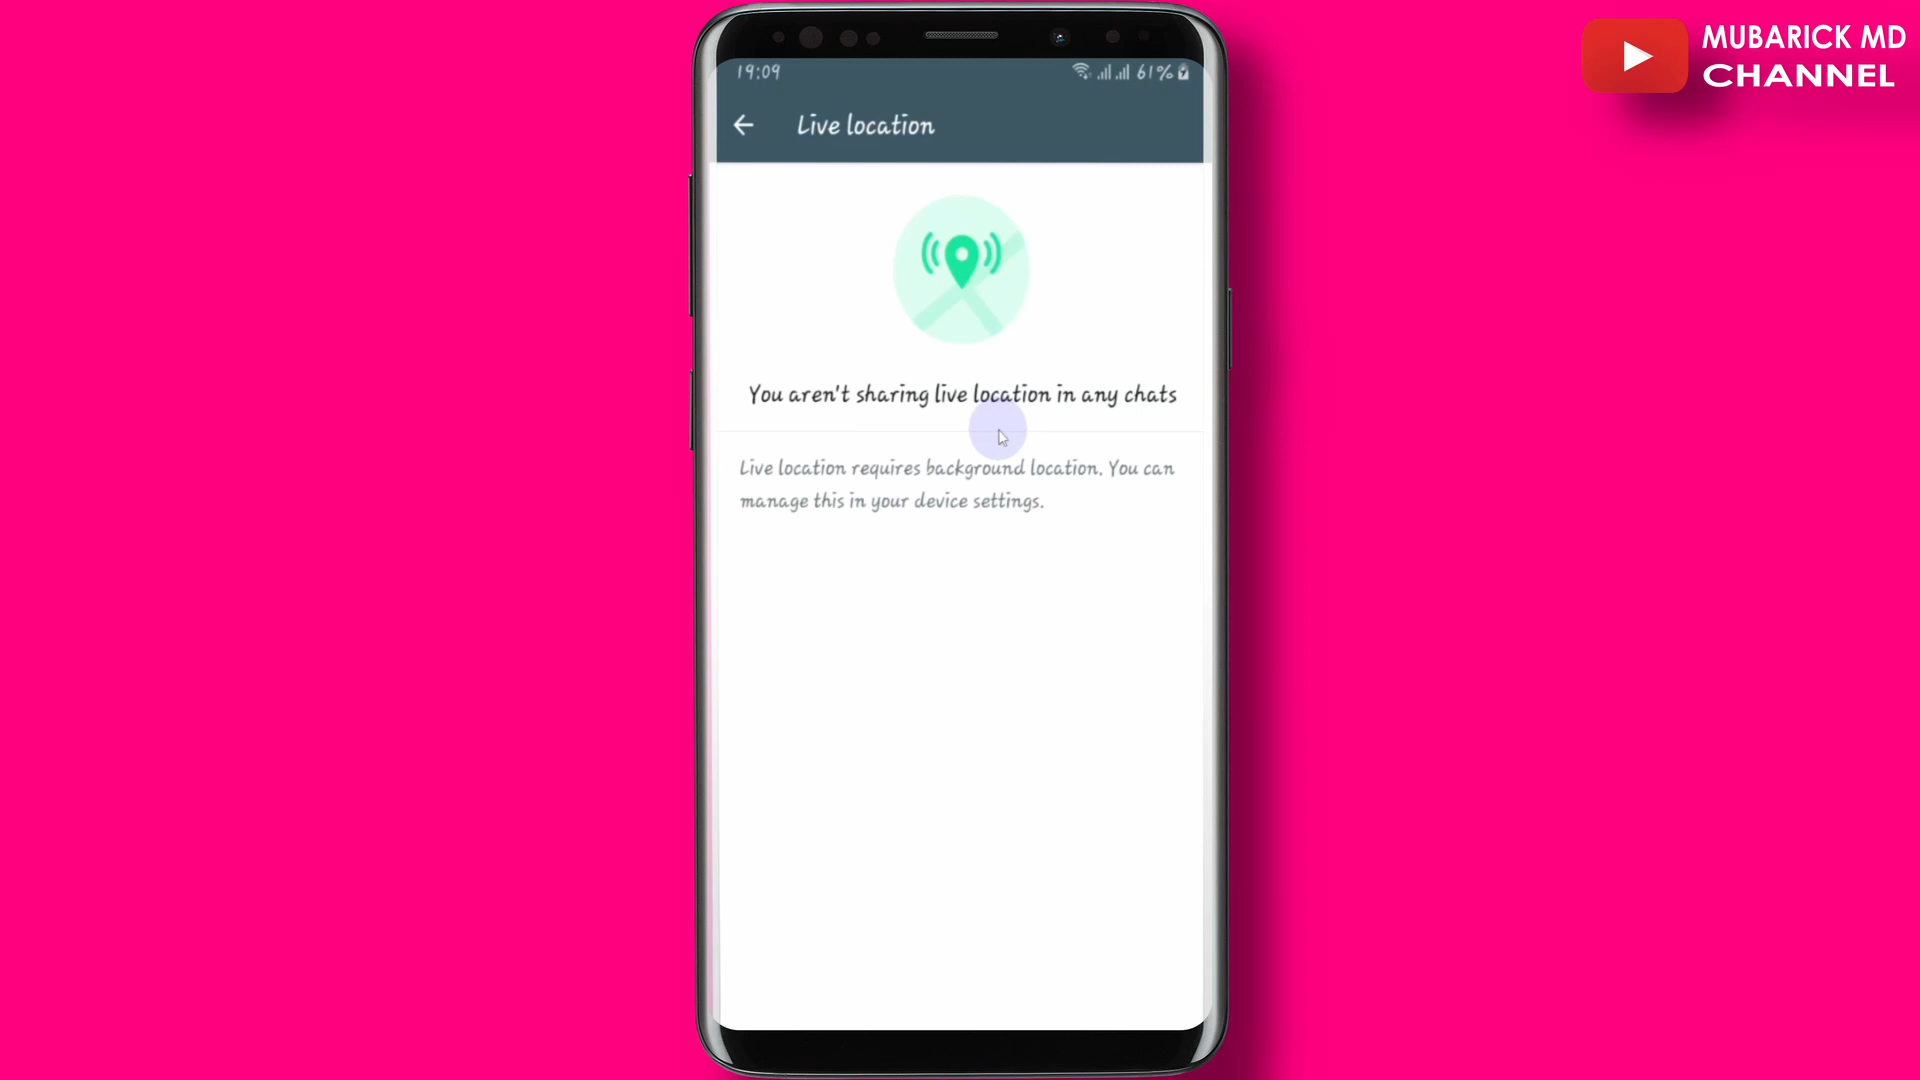 MUBARICK MD
CHANNEL
19:09
61%
Live location
You aren't sharing live location in any chats
Live location requires background location. You can
manage this in your device settings.